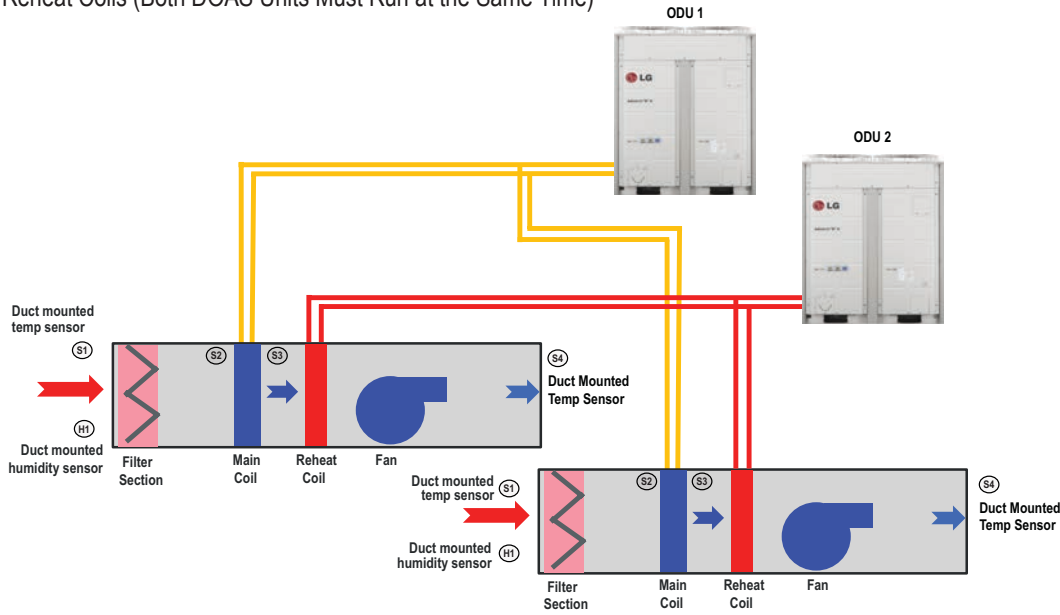 Reheat Coils (Both DOAS Units Must Run at the Same Time)
ODU 1
LG
ODU 2
LG
Duct mounted
temp sensor
S1
S2
S3
S4
Duct Mounted
Temp Sensor
H1
Duct mounted
humidity sensor
Filter
Section
Main
Coil
Reheat
Coil
Fan
Duct mounted
temp sensor
S1
S2
S3
S4
Duct Mounted
Temp Sensor
Duct mounted
humidity sensor
H1
Filter
Section
Main
Coil
Reheat
Coil
Fan